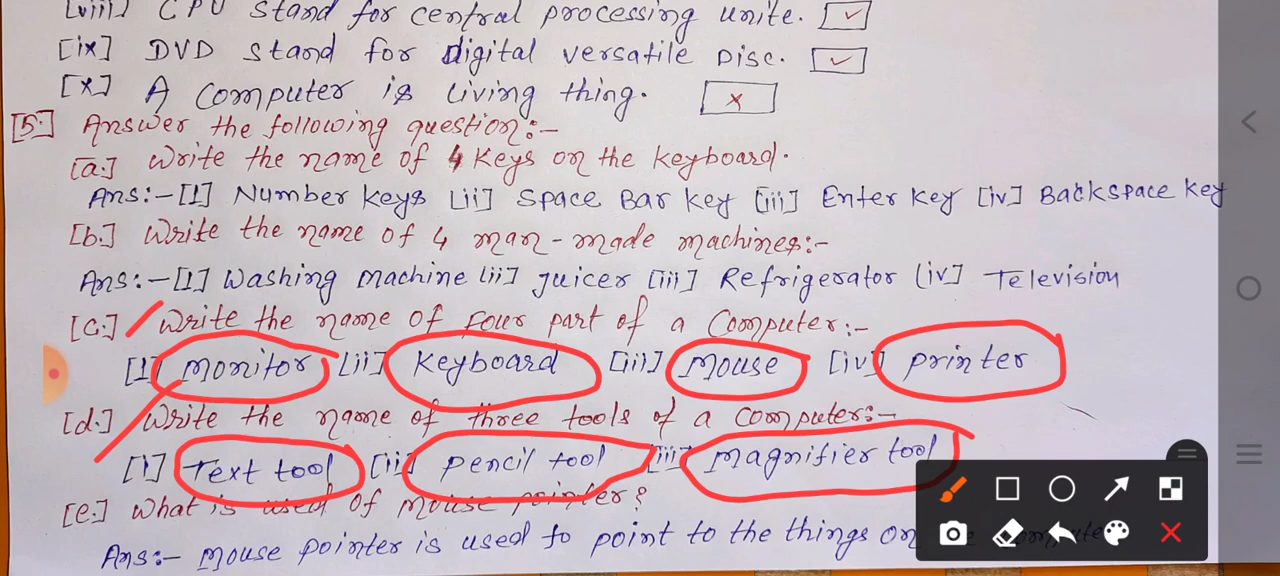 [viii] CPU stand for central processing unite.
[ix] DVD stand for digital versatile Disc.
[x] A computer is living thing.
[5.] Answer the following question:-
[a.] Write the name of 4 keys on the keyboard.
Ans:- [1] Number keys [ii] Space Bar key [iii] Enter key [iv] Backspace key
[b.] Write the name of 4 man-made machines:-
Ans:- [1] Washing machine [ii] juicer [iii] Refrigerator [iv] Television
[c.] Write the name of four part of a computer:-
[1] monitor [ii] keyboard [iii] mouse [iv] printer
[d.] Write the name of three tools of a computer:-
[1] Text tool [ii] pencil tool [iii] magnifier tool
[e.] What is used of mouse pointer?
Ans:- mouse pointer is used to point to the things on